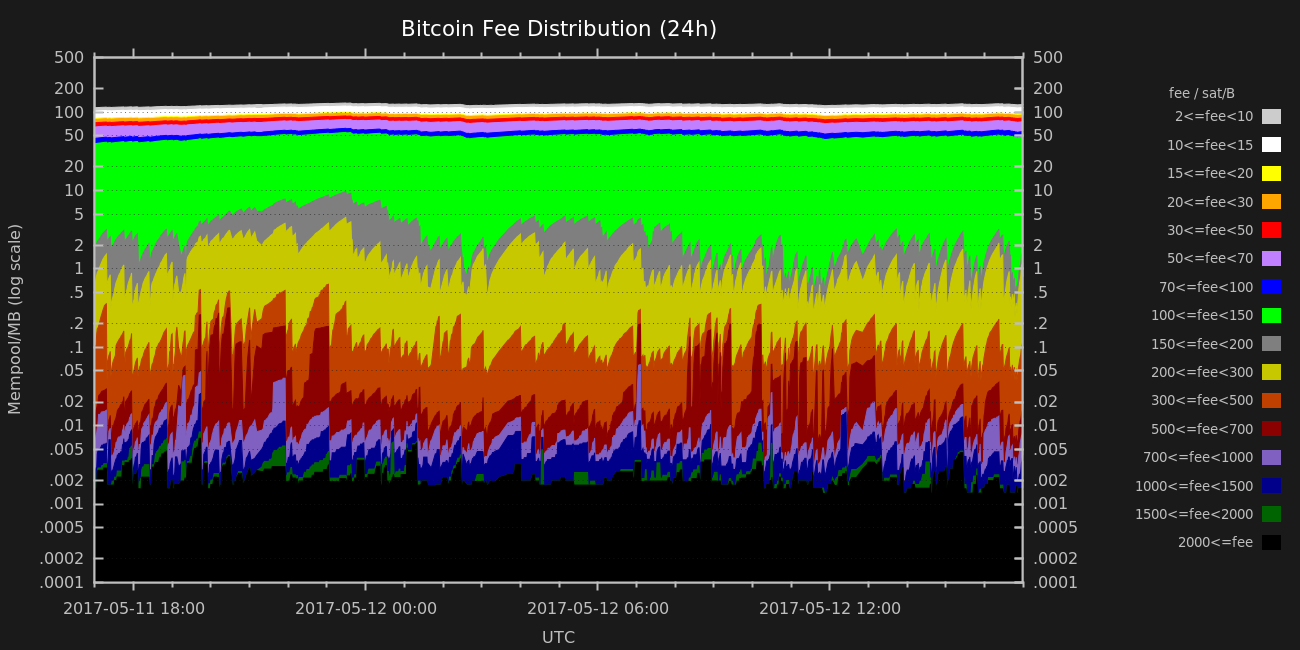 Bitcoin Fee Distribution (24h)
500
200
100
50
20
10
5
2
1
.5
.2
.1
.05
.02
.01
.005
.002
.001
.0005
.0002
.0001
Mempool/MB (log scale)
500
200
100
50
20
10
5
2
1
.5
.2
.1
.05
.02
.01
.005
.002
.001
.0005
.0002
.0001
2017-05-11 18:00
2017-05-12 00:00
2017-05-12 06:00
2017-05-12 12:00
UTC
fee / sat/B
2<=fee<10
10<=fee<15
15<=fee<20
20<=fee<30
30<=fee<50
50<=fee<70
70<=fee<100
100<=fee<150
150<=fee<200
200<=fee<300
300<=fee<500
500<=fee<700
700<=fee<1000
1000<=fee<1500
1500<=fee<2000
2000<=fee